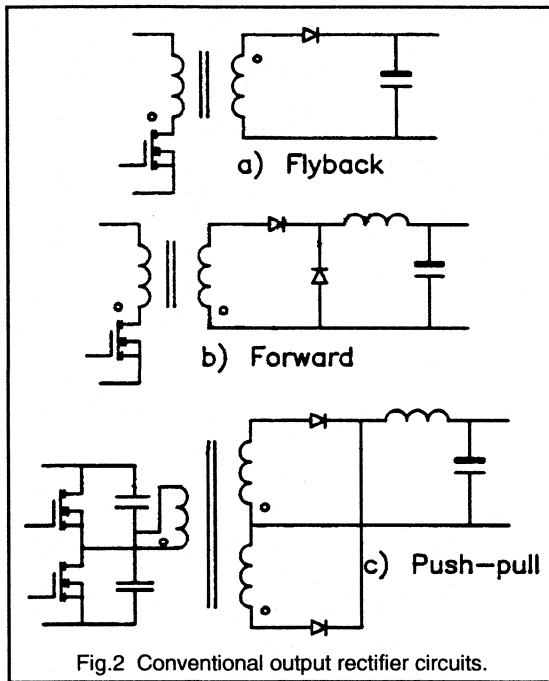 a) Flyback
b) Forward
c) Push-pull
Fig.2 Conventional output rectifier circuits.